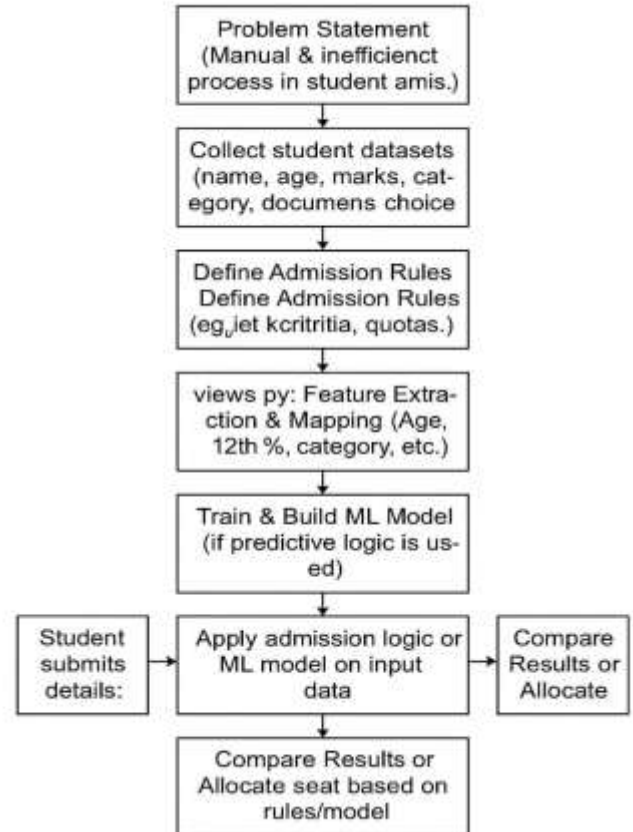 Problem Statement
(Manual & inefficienct
process in student amis.)
Collect student datasets
(name, age, marks, cat-
egory, documens choice
Define Admission Rules
Define Admission Rules
(eg, kcritritia, quotas.)
views py: Feature Extra-
ction & Mapping (Age,
12th %, category, etc.)
Train & Build ML Model
(if predictive logic is us-
ed)
Student
submits
details:
Apply admission logic or
ML model on input
data
Compare
Results or
Allocate
Compare Results or
Allocate seat based on
rules/model